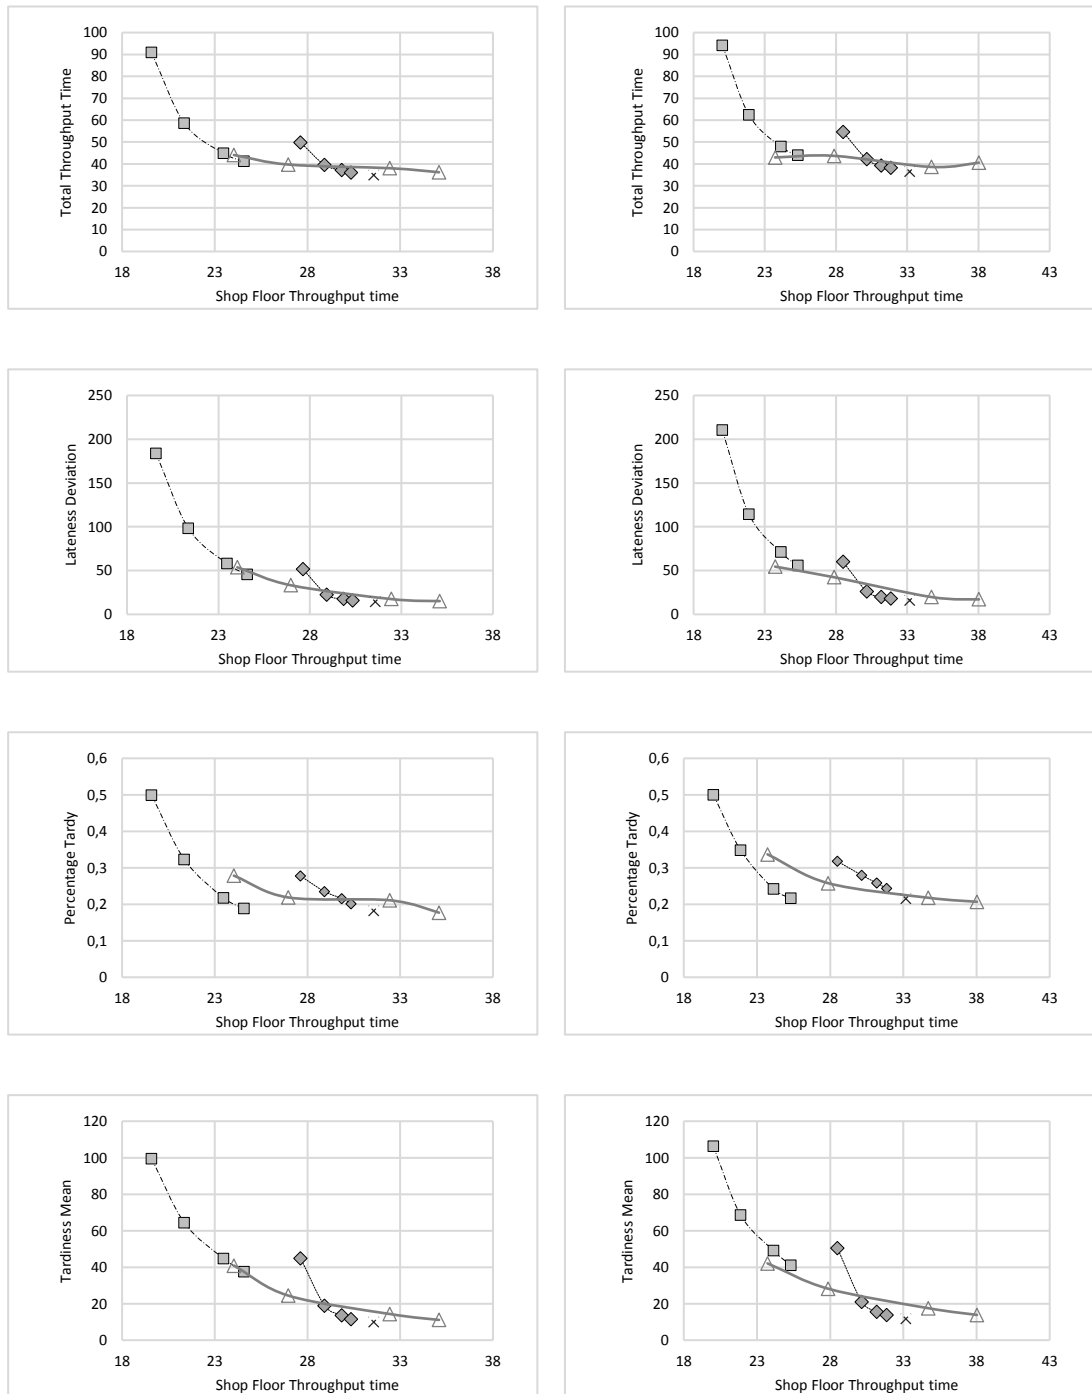 Total Throughput Time
100
90
80
70
60
50
40
30
20
10
0
18 23 28 33 38
Shop Floor Throughput time
Total Throughput Time
100
90
80
70
60
50
40
30
20
10
0
18 23 28 33 38 43
Shop Floor Throughput time
Lateness Deviation
250
200
150
100
50
0
18 23 28 33 38
Shop Floor Throughput time
Lateness Deviation
250
200
150
100
50
0
18 23 28 33 38 43
Shop Floor Throughput time
Percentage Tardy
0,6
0,5
0,4
0,3
0,2
0,1
0
18 23 28 33 38
Shop Floor Throughput time
Percentage Tardy
0,6
0,5
0,4
0,3
0,2
0,1
0
18 23 28 33 38 43
Shop Floor Throughput time
Tardiness Mean
120
100
80
60
40
20
0
18 23 28 33 38
Shop Floor Throughput time
Tardiness Mean
120
100
80
60
40
20
0
18 23 28 33 38 43
Shop Floor Throughput time